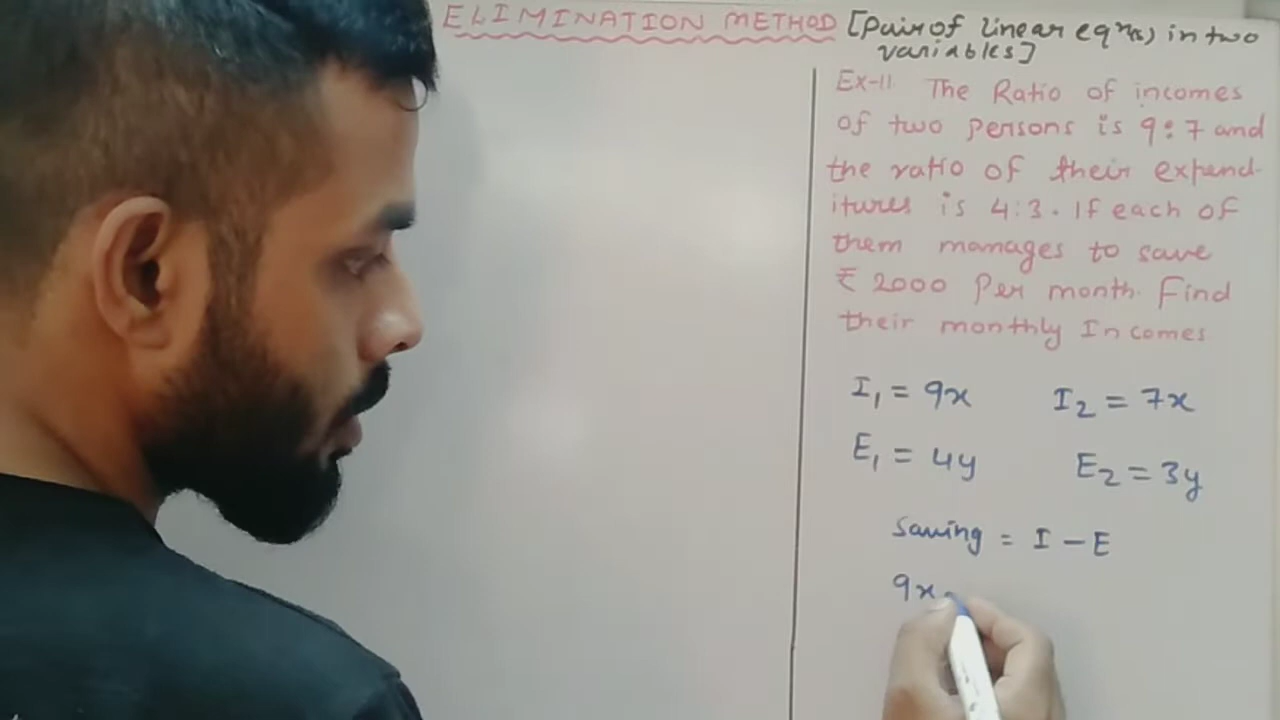 ELIMINATION METHOD [Pair of linear eqns) in two
variables]
Ex-11. The Ratio of incomes
of two persons is 9:7 and
the ratio of their expend-
itures is 4:3. If each of
them manages to save
₹ 2000 Per month. Find
their monthly Incomes
I₁ = 9x I₂ = 7x
E₁ = 4y E₂ = 3y
Saving = I - E
9x